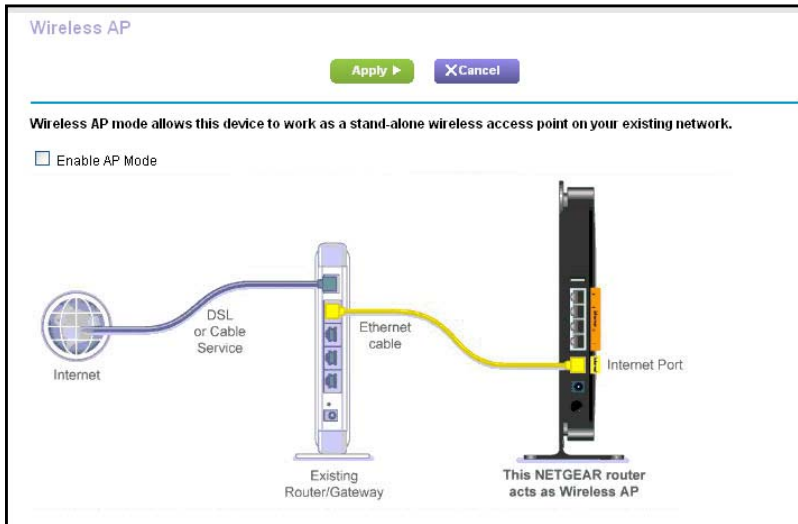 Wireless AP
Apply
Cancel
Wireless AP mode allows this device to work as a stand-alone wireless access point on your existing network.
Enable AP Mode
DSL
or Cable
Service
Ethernet
cable
Internet
Internet Port
Existing
Router/Gateway
This NETGEAR router
acts as Wireless AP